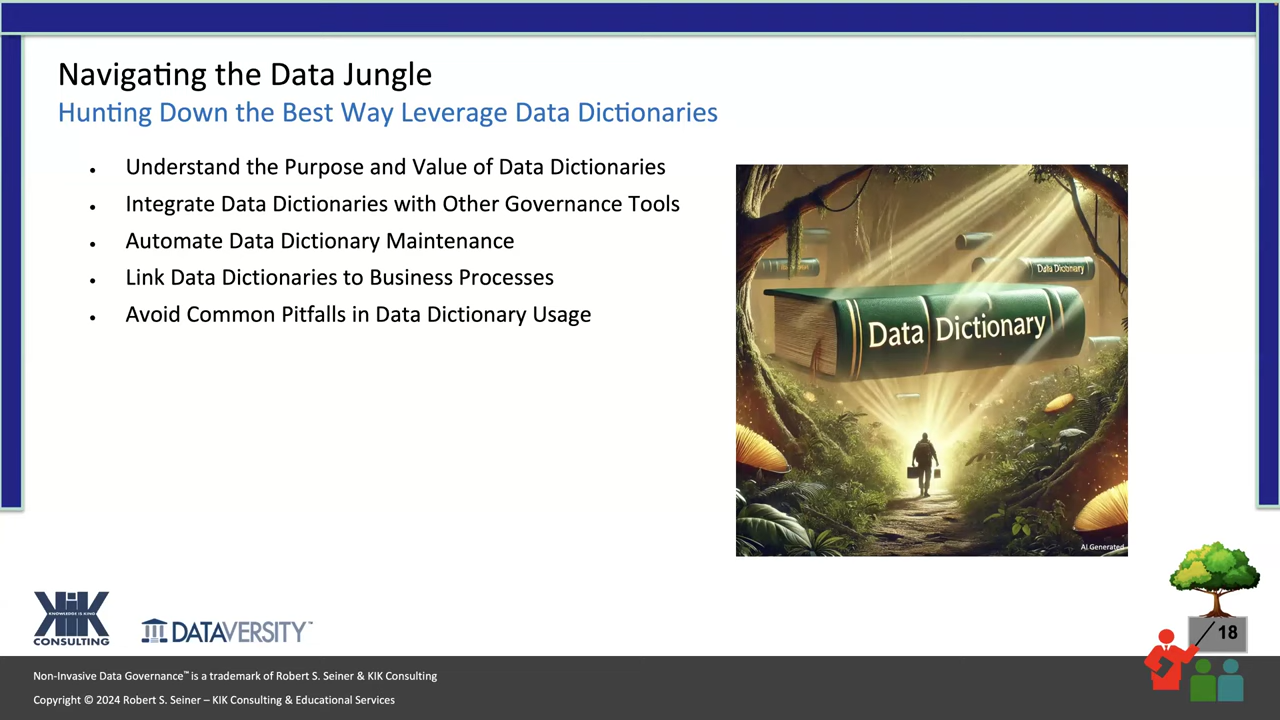 Navigating the Data Jungle
Hunting Down the Best Way Leverage Data Dictionaries
• Understand the Purpose and Value of Data Dictionaries
• Integrate Data Dictionaries with Other Governance Tools
• Automate Data Dictionary Maintenance
• Link Data Dictionaries to Business Processes
• Avoid Common Pitfalls in Data Dictionary Usage
Data Dictionary
Data Dictionary
AI Generated
KIK
KNOWLEDGE IS KING
CONSULTING
DATAVERSITY™
18
Non-Invasive Data Governance™ is a trademark of Robert S. Seiner & KIK Consulting
Copyright © 2024 Robert S. Seiner – KIK Consulting & Educational Services